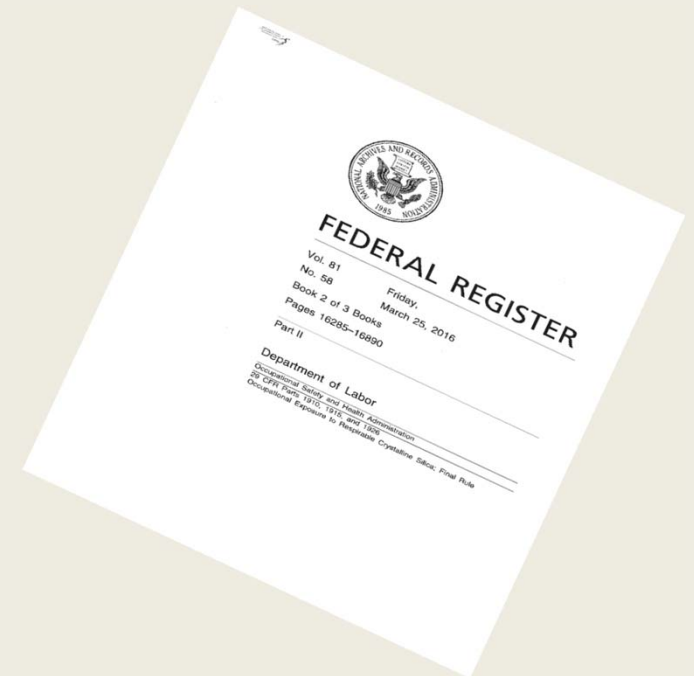 NATIONAL ARCHIVES AND RECORDS ADMINISTRATION
1985
FEDERAL REGISTER
Vol. 81 Friday,
No. 58 March 25, 2016
Book 2 of 3 Books
Pages 16285–16890
Part II
Department of Labor
Occupational Safety and Health Administration
29 CFR Parts 1910, 1915, and 1926
Occupational Exposure to Respirable Crystalline Silica; Final Rule